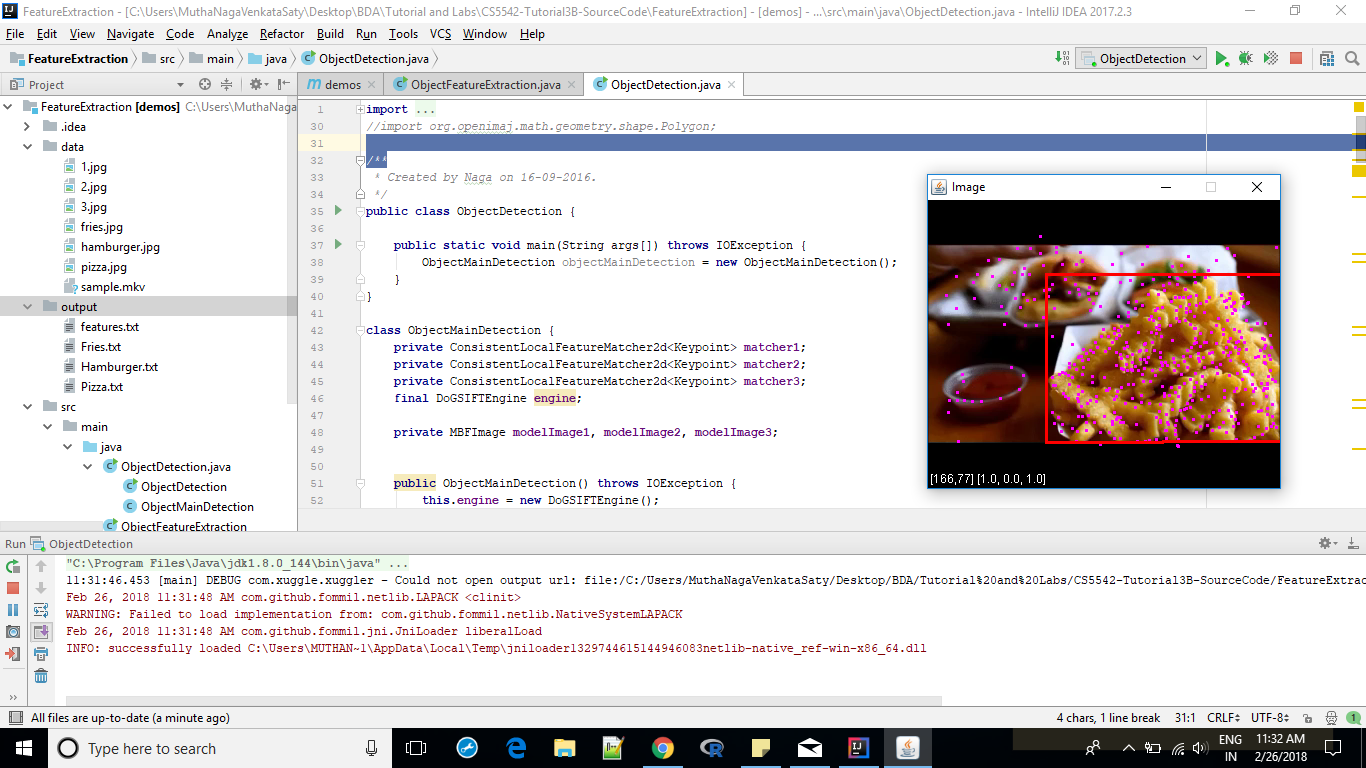 FeatureExtraction - [C:\Users\MuthaNagaVenkataSaty\Desktop\BDA\Tutorial and Labs\CS5542-Tutorial3B-SourceCode\FeatureExtraction] - [demos] - ...\src\main\java\ObjectDetection.java - IntelliJ IDEA 2017.2.3
File Edit View Navigate Code Analyze Refactor Build Run Tools VCS Window Help
FeatureExtraction src main java ObjectDetection.java ObjectDetection
Project demos ObjectFeatureExtraction.java ObjectDetection.java
FeatureExtraction [demos] C:\Users\MuthaNaga
.idea
data
1.jpg
2.jpg
3.jpg
fries.jpg
hamburger.jpg
pizza.jpg
sample.mkv
output
features.txt
Fries.txt
Hamburger.txt
Pizza.txt
src
main
java
ObjectDetection.java
ObjectDetection
ObjectMainDetection
ObjectFeatureExtraction
1 import ...
30 //import org.openimaj.math.geometry.shape.Polygon;
31
32 /**
33 * Created by Naga on 16-09-2016.
34 */
35 public class ObjectDetection {
36
37 public static void main(String args[]) throws IOException {
38 ObjectMainDetection objectMainDetection = new ObjectMainDetection();
39 }
40 }
41
42 class ObjectMainDetection {
43 private ConsistentLocalFeatureMatcher2d<Keypoint> matcher1;
44 private ConsistentLocalFeatureMatcher2d<Keypoint> matcher2;
45 private ConsistentLocalFeatureMatcher2d<Keypoint> matcher3;
46 final DoGSIFTEngine engine;
47
48 private MBFImage modelImage1, modelImage2, modelImage3;
49
50
51 public ObjectMainDetection() throws IOException {
52 this.engine = new DoGSIFTEngine();
Image
[166,77] [1.0, 0.0, 1.0]
Run ObjectDetection
"C:\Program Files\Java\jdk1.8.0_144\bin\java" ...
11:31:46.453 [main] DEBUG com.xuggle.xuggler - Could not open output url: file:/C:/Users/MuthaNagaVenkataSaty/Desktop/BDA/Tutorial%20and%20Labs/CS5542-Tutorial3B-SourceCode/FeatureExtrac
Feb 26, 2018 11:31:48 AM com.github.fommil.netlib.LAPACK <clinit>
WARNING: Failed to load implementation from: com.github.fommil.netlib.NativeSystemLAPACK
Feb 26, 2018 11:31:48 AM com.github.fommil.jni.JniLoader liberalLoad
INFO: successfully loaded C:\Users\MUTHAN~1\AppData\Local\Temp\jniloader1329744615144946083netlib-native_ref-win-x86_64.dll
All files are up-to-date (a minute ago) 4 chars, 1 line break 31:1 CRLF UTF-8 1
Type here to search
ENG 11:32 AM
IN 2/26/2018